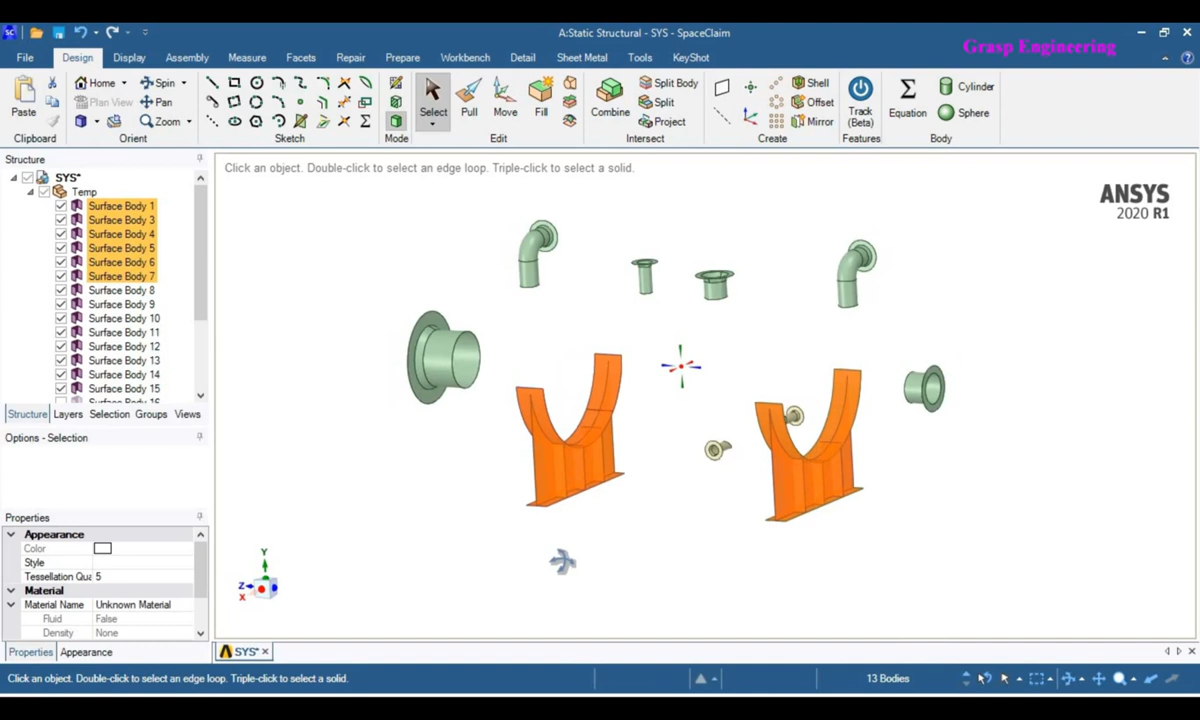 A:Static Structural - SYS - SpaceClaim
Grasp Engineering
File Design Display Assembly Measure Facets Repair Prepare Workbench Detail Sheet Metal Tools KeyShot
Paste
Home Spin
Plan View Pan
Zoom
Select Pull Move Fill
Combine
Split Body
Split
Project
Shell
Offset
Mirror
Track
(Beta)
Equation
Cylinder
Sphere
Clipboard Orient Sketch Mode Edit Intersect Create Features Body
Structure
SYS*
Temp
Surface Body 1
Surface Body 3
Surface Body 4
Surface Body 5
Surface Body 6
Surface Body 7
Surface Body 8
Surface Body 9
Surface Body 10
Surface Body 11
Surface Body 12
Surface Body 13
Surface Body 14
Surface Body 15
Surface Body 16
Structure Layers Selection Groups Views
Options - Selection
Properties
Appearance
Color
Style
Tessellation Qua 5
Material
Material Name Unknown Material
Fluid False
Density None
Properties Appearance
Click an object. Double-click to select an edge loop. Triple-click to select a solid.
ANSYS
2020 R1
Y
Z
X
SYS*
Click an object. Double-click to select an edge loop. Triple-click to select a solid.
13 Bodies